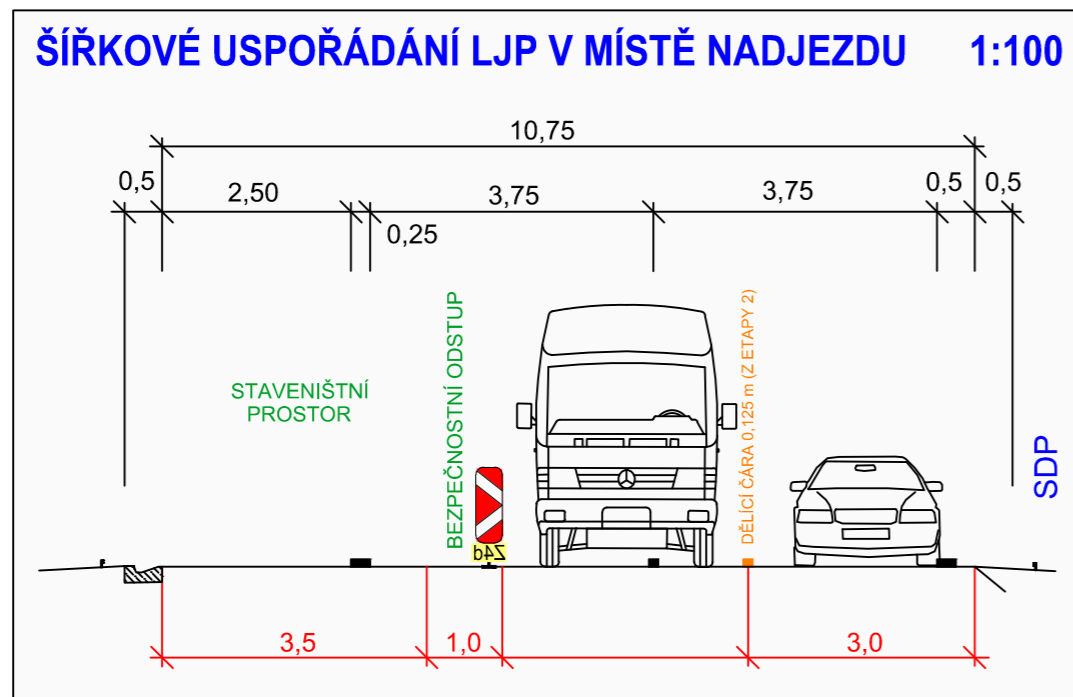 ŠÍŘKOVÉ USPOŘÁDÁNÍ LJP V MÍSTĚ NADJEZDU 1:100
10,75
0,5 2,50 3,75 3,75 0,5 0,5
0,25
STAVENIŠTNÍ
PROSTOR
BEZPEČNOSTNÍ ODSTUP
DĚLÍCÍ ČÁRA 0,125 m (Z ETAPY 2)
SDP
Z4d
3,5 1,0 3,0